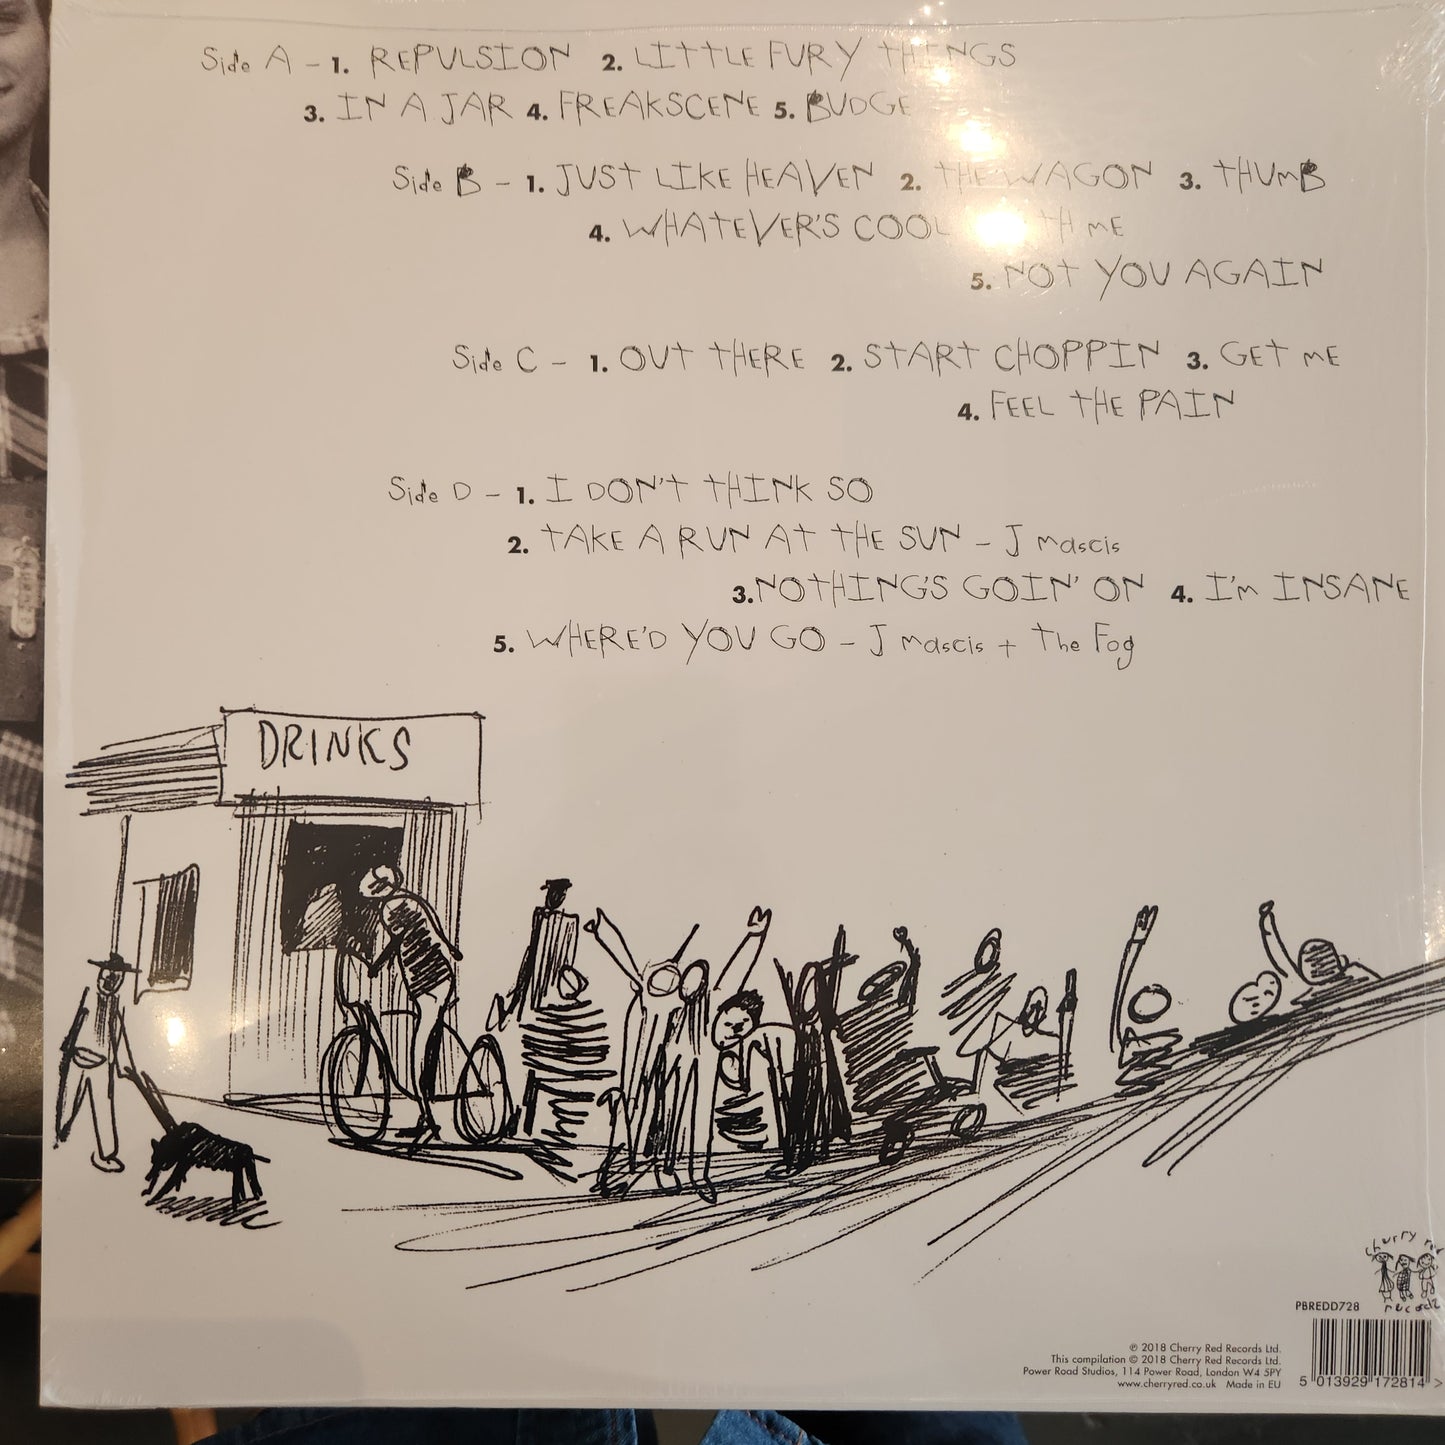 Side A – 1. REPULSION 2. LITTLE FURY THINGS
3. IN A JAR 4. FREAKSCENE 5. BUDGE
Side B – 1. JUST LIKE HEAVEN 2. THE WAGON 3. THUMB
4. WHATEVER'S COOL WITH ME
5. NOT YOU AGAIN
Side C – 1. OUT THERE 2. START CHOPPIN 3. GET ME
4. FEEL THE PAIN
Side D – 1. I DON'T THINK SO
2. TAKE A RUN AT THE SUN – J mascis
3. NOTHING'S GOIN' ON 4. I'm INSANE
5. WHERE'D YOU GO – J mascis + The Fog
DRINKS
cherry red
records
PBREDD728
℗ 2018 Cherry Red Records Ltd.
This compilation © 2018 Cherry Red Records Ltd.
Power Road Studios, 114 Power Road, London W4 5PY
www.cherryred.co.uk Made in EU
5 013929 172814 >